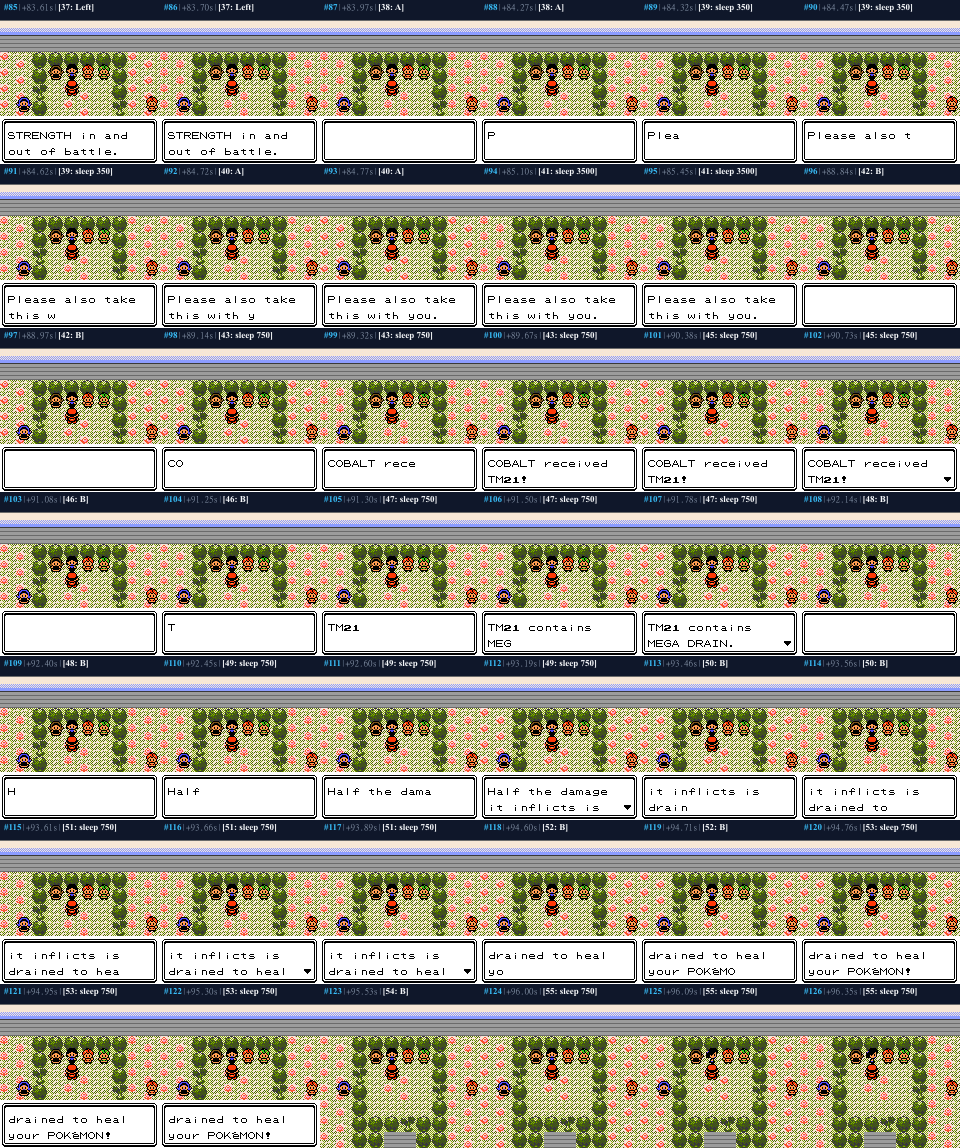 #85|+83.61s| [37: Left] #86|+83.70s| [37: Left] #87|+83.97s| [38: A] #88|+84.27s| [38: A] #89|+84.32s| [39: sleep 350] #90|+84.47s| [39: sleep 350]
STRENGTH in and STRENGTH in and P Plea Please also t
out of battle. out of battle.
#91|+84.62s| [39: sleep 350] #92|+84.72s| [40: A] #93|+84.77s| [40: A] #94|+85.10s| [41: sleep 3500] #95|+85.45s| [41: sleep 3500] #96|+88.84s| [42: B]
Please also take Please also take Please also take Please also take Please also take
this w this with y this with you. this with you. this with you.
#97|+88.97s| [42: B] #98|+89.14s| [43: sleep 750] #99|+89.32s| [43: sleep 750] #100|+89.67s| [43: sleep 750] #101|+90.38s| [45: sleep 750] #102|+90.73s| [45: sleep 750]
CO COBALT rece COBALT received COBALT received COBALT received
TM21! TM21! TM21!
#103|+91.08s| [46: B] #104|+91.25s| [46: B] #105|+91.30s| [47: sleep 750] #106|+91.50s| [47: sleep 750] #107|+91.78s| [47: sleep 750] #108|+92.14s| [48: B]
T TM21 TM21 contains TM21 contains
MEG MEGA DRAIN.
#109|+92.40s| [48: B] #110|+92.45s| [49: sleep 750] #111|+92.60s| [49: sleep 750] #112|+93.19s| [49: sleep 750] #113|+93.46s| [50: B] #114|+93.56s| [50: B]
H Half Half the dama Half the damage it inflicts is it inflicts is
it inflicts is drain drained to
#115|+93.61s| [51: sleep 750] #116|+93.66s| [51: sleep 750] #117|+93.89s| [51: sleep 750] #118|+94.60s| [52: B] #119|+94.71s| [52: B] #120|+94.76s| [53: sleep 750]
it inflicts is it inflicts is it inflicts is drained to heal drained to heal drained to heal
drained to hea drained to heal drained to heal yo your POKéMO your POKéMON!
#121|+94.95s| [53: sleep 750] #122|+95.30s| [53: sleep 750] #123|+95.53s| [54: B] #124|+96.00s| [55: sleep 750] #125|+96.09s| [55: sleep 750] #126|+96.35s| [55: sleep 750]
drained to heal drained to heal
your POKéMON! your POKéMON!